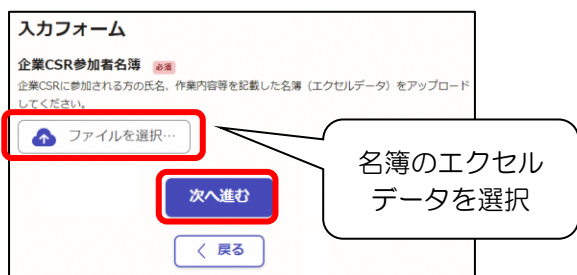 入力フォーム
企業CSR参加者名簿 必須
企業CSRに参加される方の氏名、作業内容等を記載した名簿（エクセルデータ）をアップロード
してください。
ファイルを選択…
名簿のエクセル
データを選択
次へ進む
〈 戻る